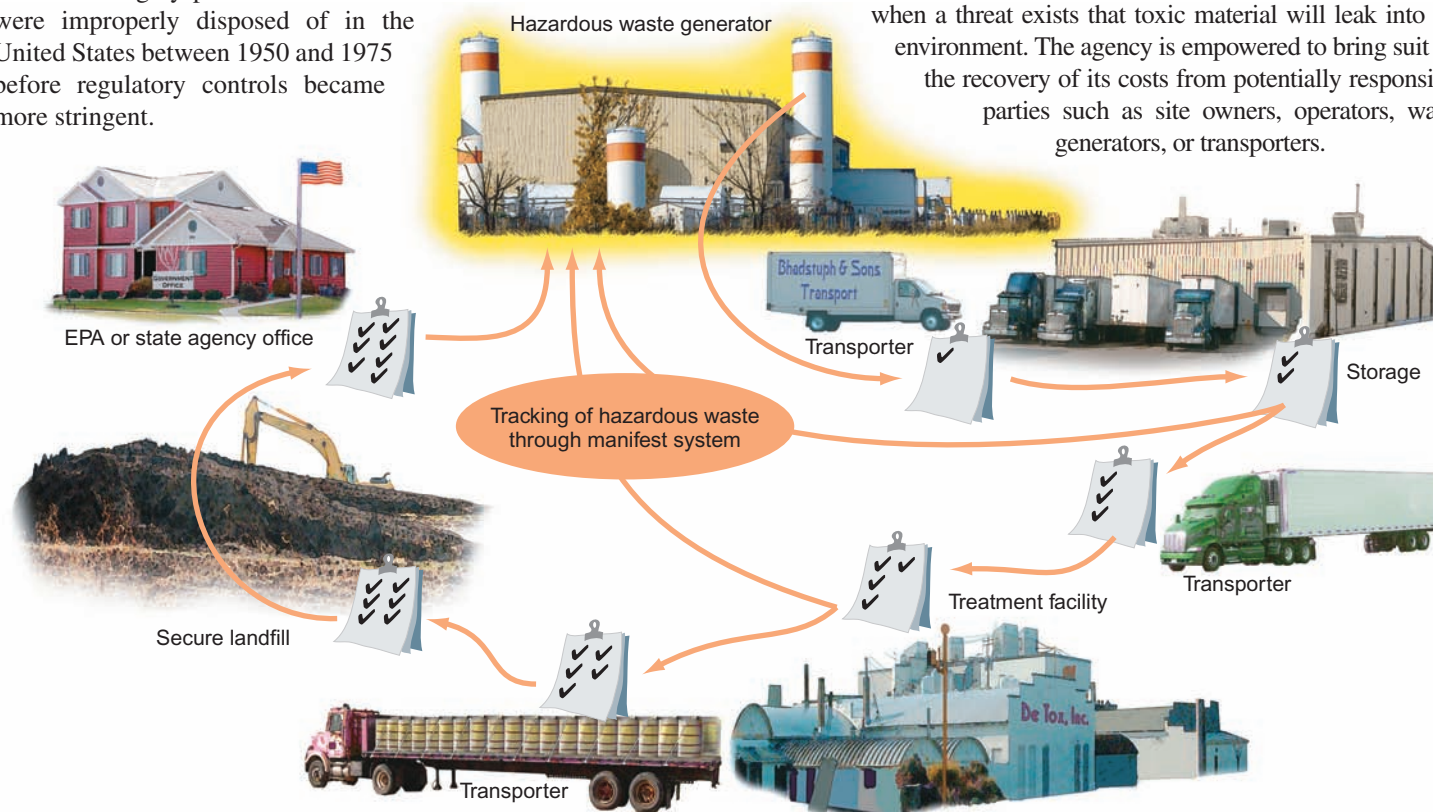 were improperly disposed of in the
United States between 1950 and 1975
before regulatory controls became
more stringent.
Hazardous waste generator
when a threat exists that toxic material will leak into
environment. The agency is empowered to bring suit
the recovery of its costs from potentially
parties such as site owners, operators,
generators, or transporters.
GOVERNMENT
OFFICE
EPA or state agency office
Bhadstuph & Sons
Transport
Transporter
Storage
Tracking of hazardous waste
through manifest system
Transporter
Treatment facility
Secure landfill
De Tox, Inc.
Transporter